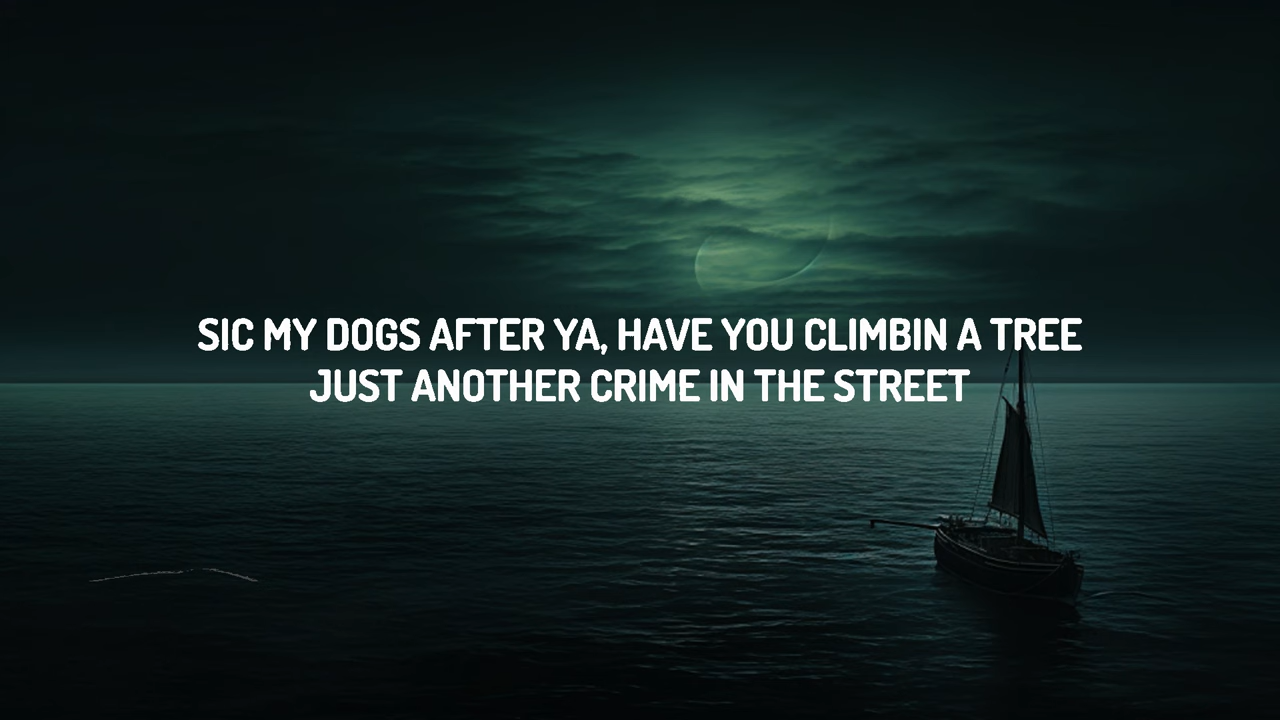 SIC MY DOGS AFTER YA, HAVE YOU CLIMBIN A TREE
JUST ANOTHER CRIME IN THE STREET